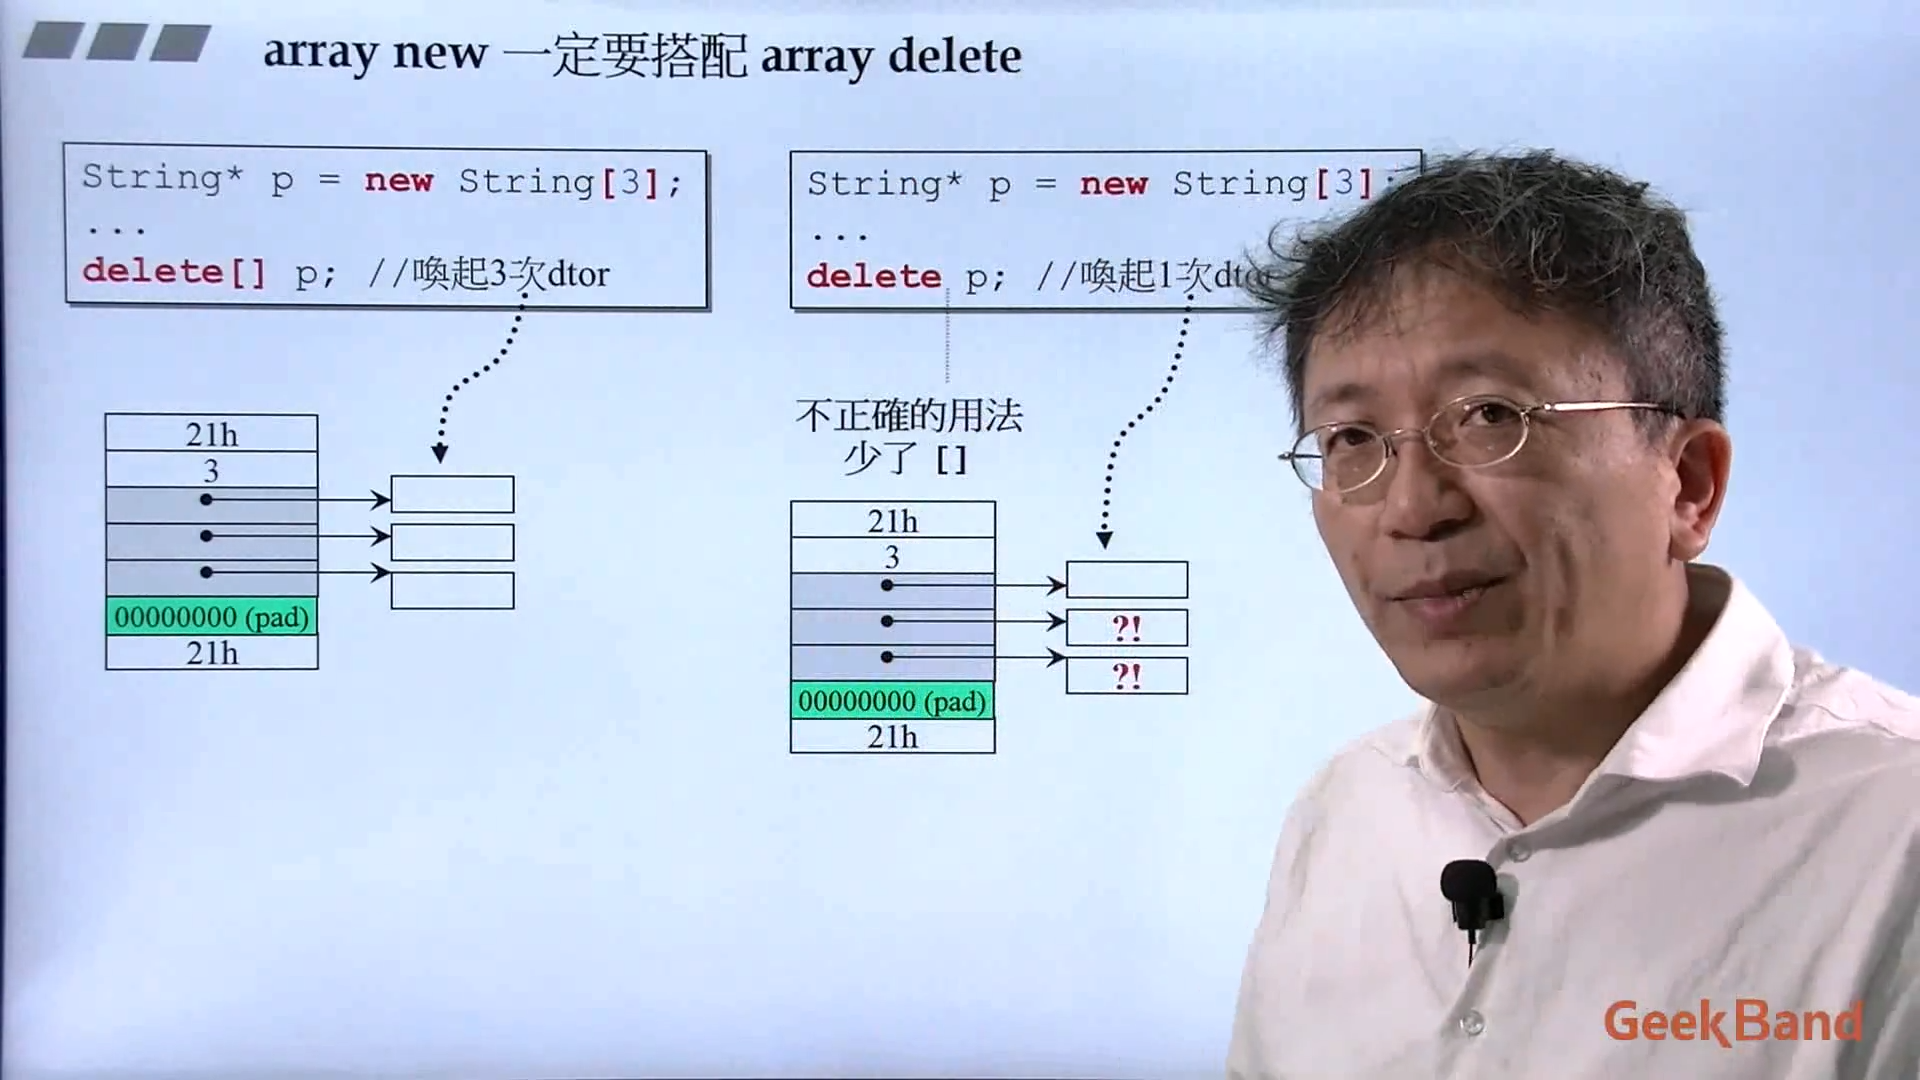 array new 一定要搭配 array delete
String* p = new String[3];
...
delete[] p; //喚起3次dtor
21h
3
00000000 (pad)
21h
String* p = new String[3];
...
delete p; //喚起1次dtor
不正確的用法
少了 []
21h
3
?!
?!
00000000 (pad)
21h
GeekBand